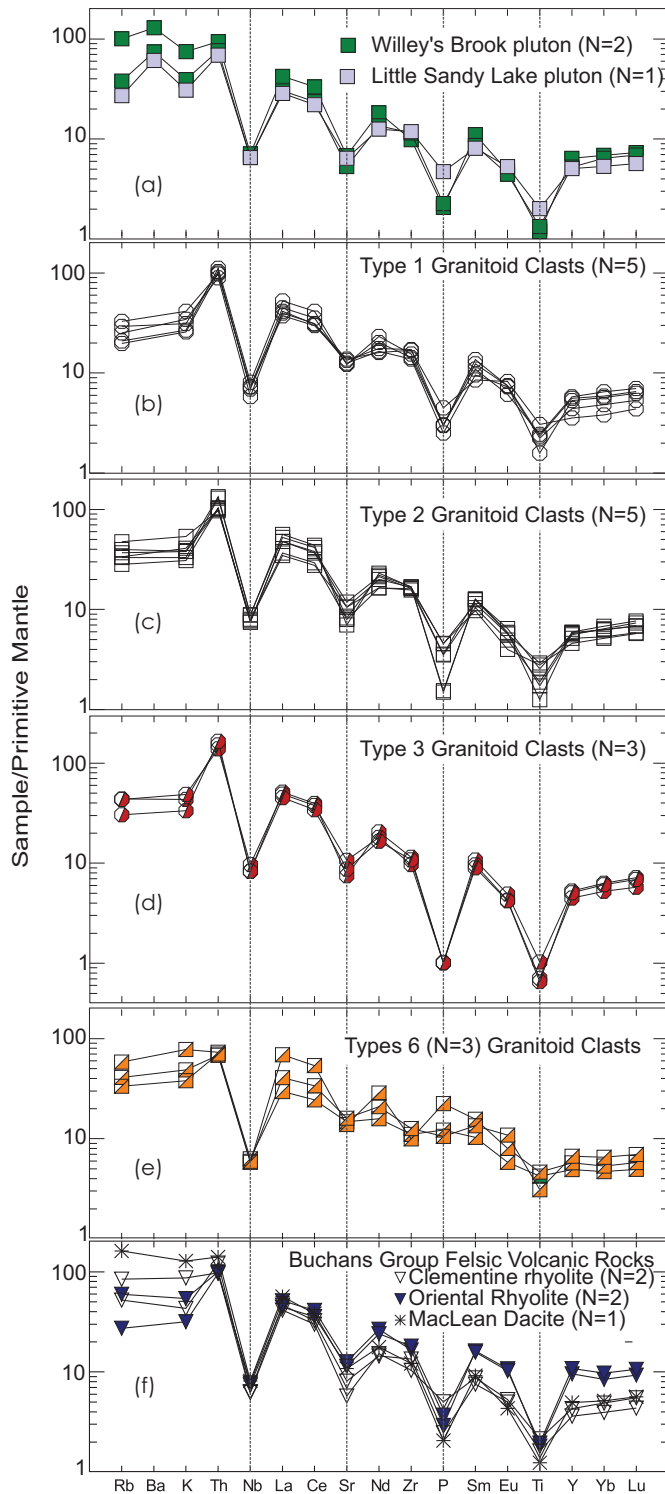 Sample/Primitive Mantle
100
10
1
Willey's Brook pluton (N=2)
Little Sandy Lake pluton (N=1)
(a)
100
10
1
Type 1 Granitoid Clasts (N=5)
(b)
100
10
1
Type 2 Granitoid Clasts (N=5)
(c)
100
10
1
Type 3 Granitoid Clasts (N=3)
(d)
100
10
1
Types 6 (N=3) Granitoid Clasts
(e)
100
10
1
Buchans Group Felsic Volcanic Rocks
Clementine rhyolite (N=2)
Oriental Rhyolite (N=2)
MacLean Dacite (N=1)
(f)
Rb Ba K Th Nb La Ce Sr Nd Zr P Sm Eu Ti Y Yb Lu